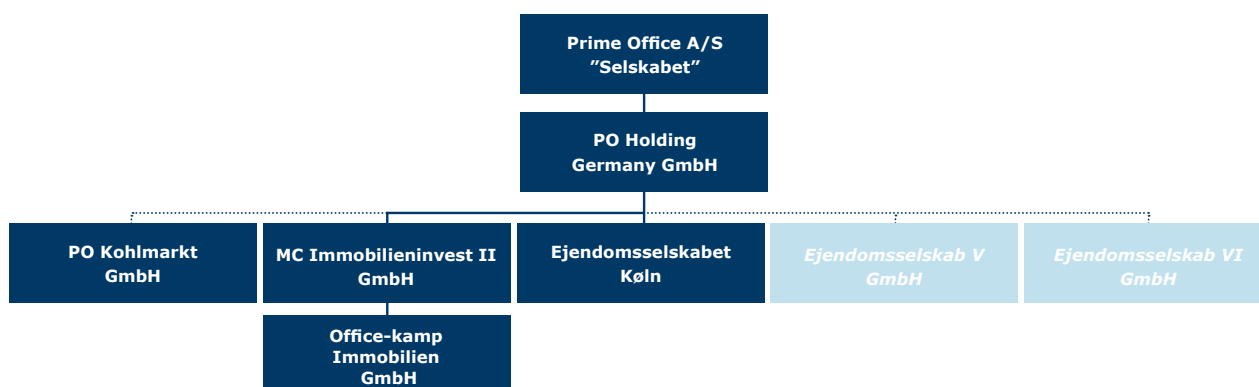 Prime Office A/S
”Selskabet”
PO Holding
Germany GmbH
PO Kohlmarkt
GmbH
MC Immobilieninvest II
GmbH
Ejendomsselskabet
Køln
Ejendomsselskab V
GmbH
Ejendomsselskab VI
GmbH
Office-kamp
Immobilien
GmbH